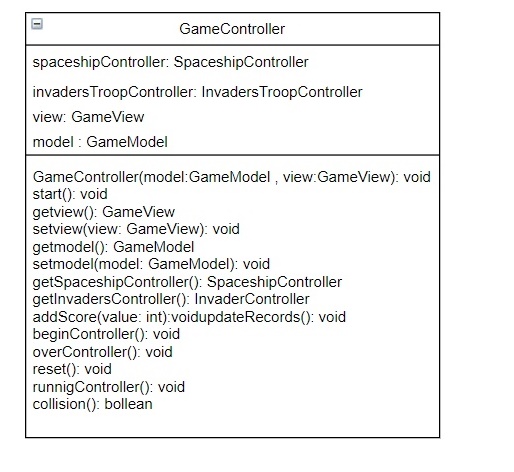 GameController
spaceshipController: SpaceshipController
invadersTroopController: InvadersTroopController
view: GameView
model : GameModel
GameController(model:GameModel , view:GameView): void
start(): void
getview(): GameView
setview(view: GameView): void
getmodel(): GameModel
setmodel(model: GameModel): void
getSpaceshipController(): SpaceshipController
getInvadersController(): InvaderController
addScore(value: int):voidupdateRecords(): void
beginController(): void
overController(): void
reset(): void
runnigController(): void
collision(): bollean